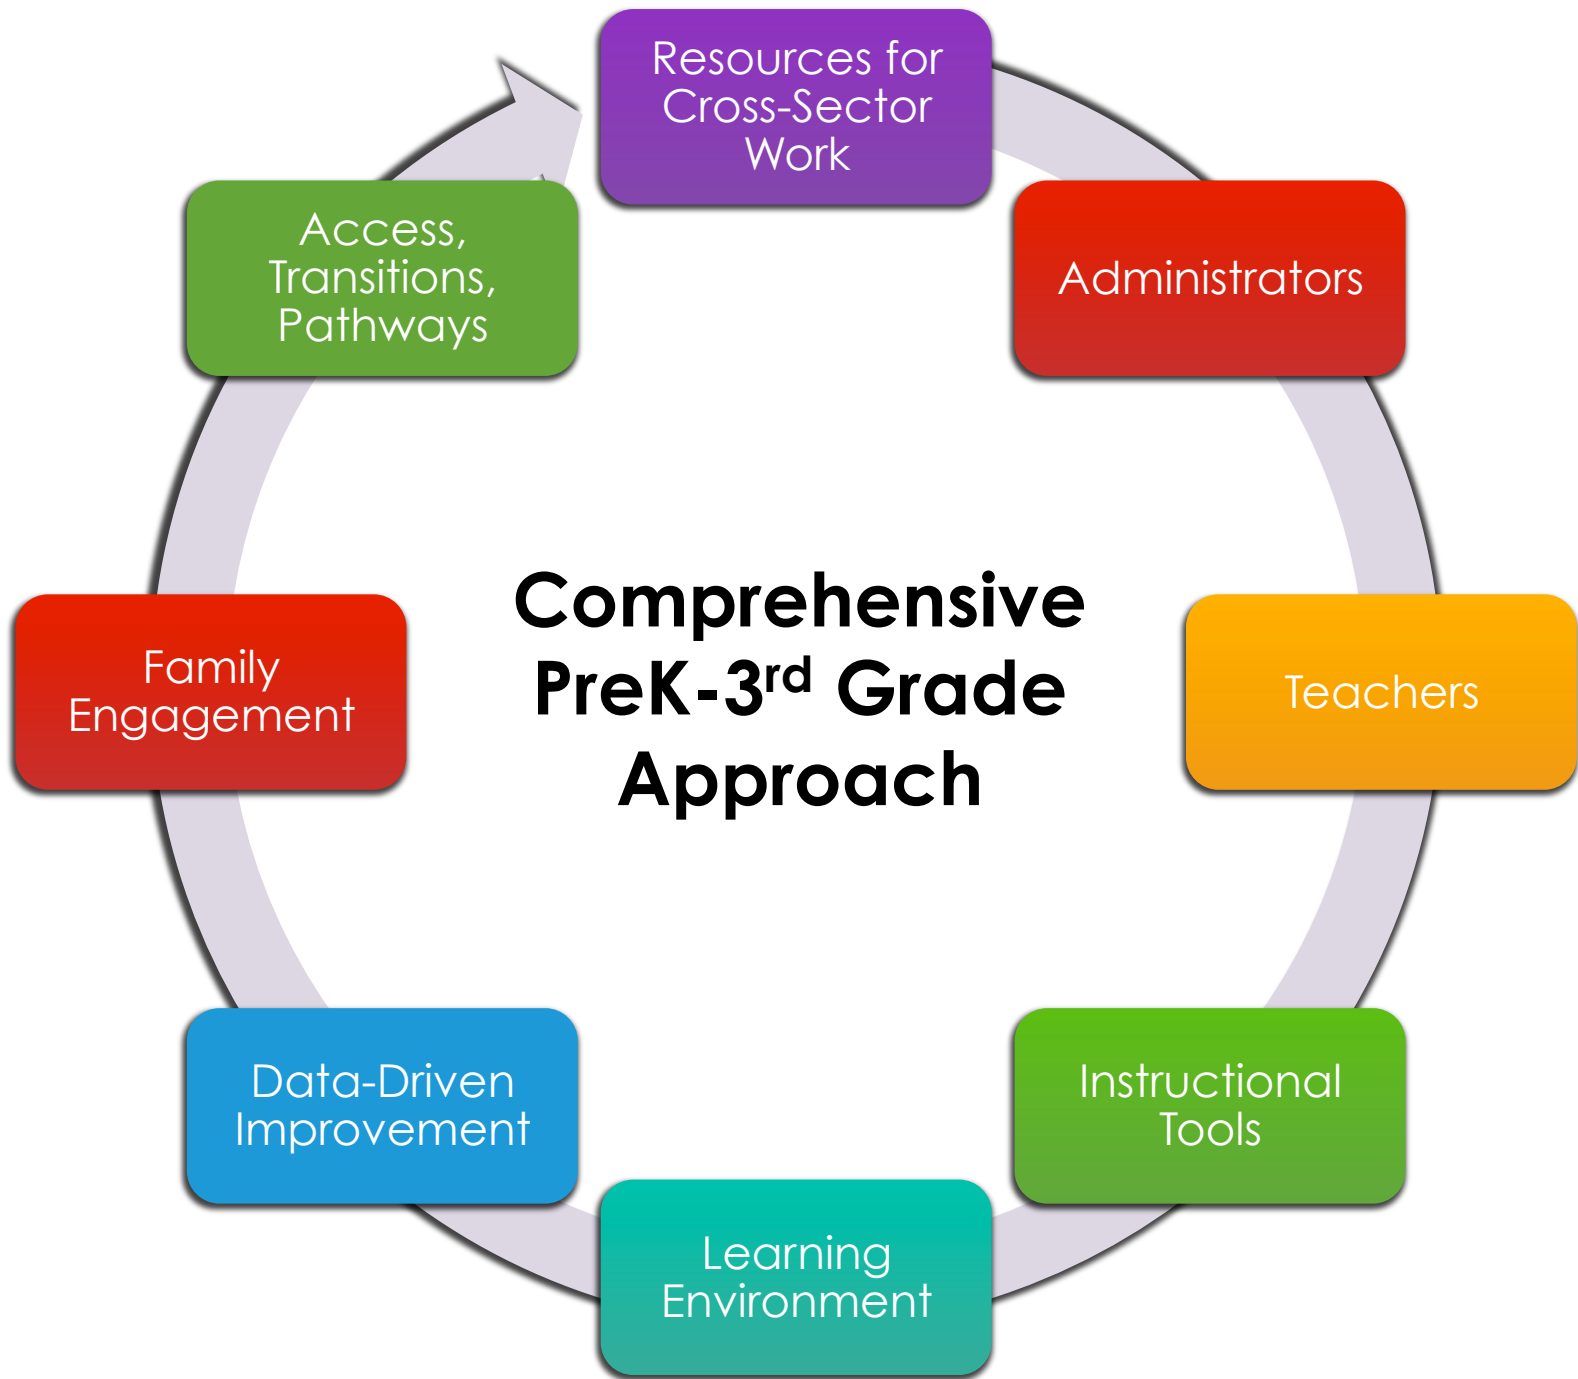 Resources for
Cross-Sector
Work
Administrators
Teachers
Instructional
Tools
Learning
Environment
Data-Driven
Improvement
Family
Engagement
Access,
Transitions,
Pathways
Comprehensive
PreK-3rd Grade
Approach